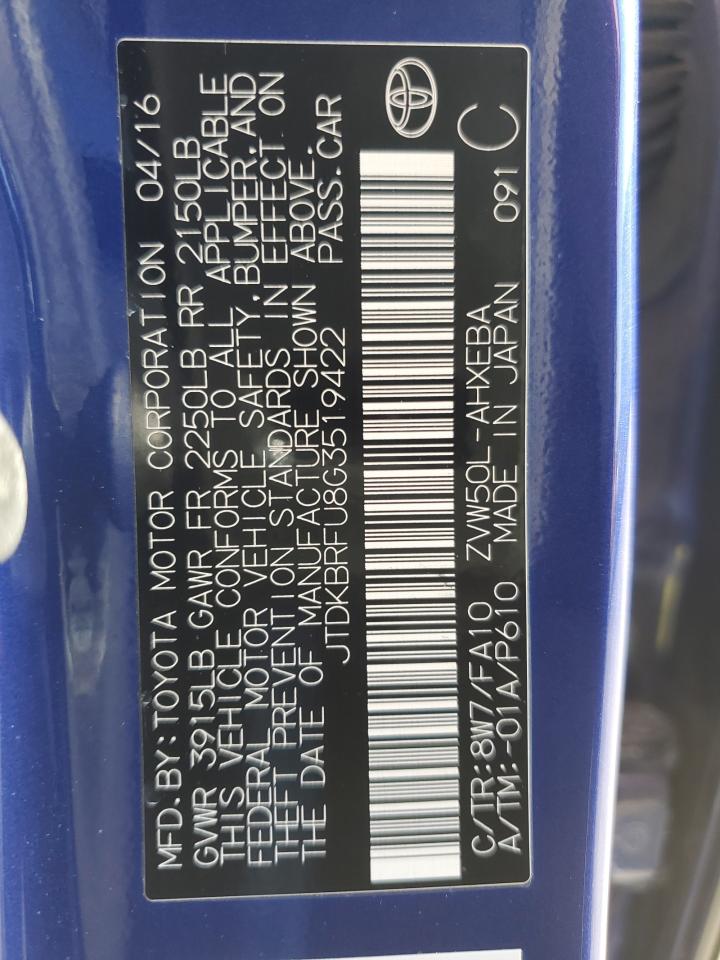 MFD.BY:TOYOTA MOTOR CORPORATION 04/16
GVWR 3915LB GAWR FR 2250LB RR 2150LB
THIS VEHICLE CONFORMS TO ALL APPLICABLE
FEDERAL MOTOR VEHICLE SAFETY,BUMPER,AND
THEFT PREVENTION STANDARDS IN EFFECT ON
THE DATE OF MANUFACTURE SHOWN ABOVE.
JTDKBRFU8G3519422 PASS.CAR
C/TR:8W7/FA10 ZVW50L-AHXEBA C
A/TM:-01A/P610 MADE IN JAPAN 091